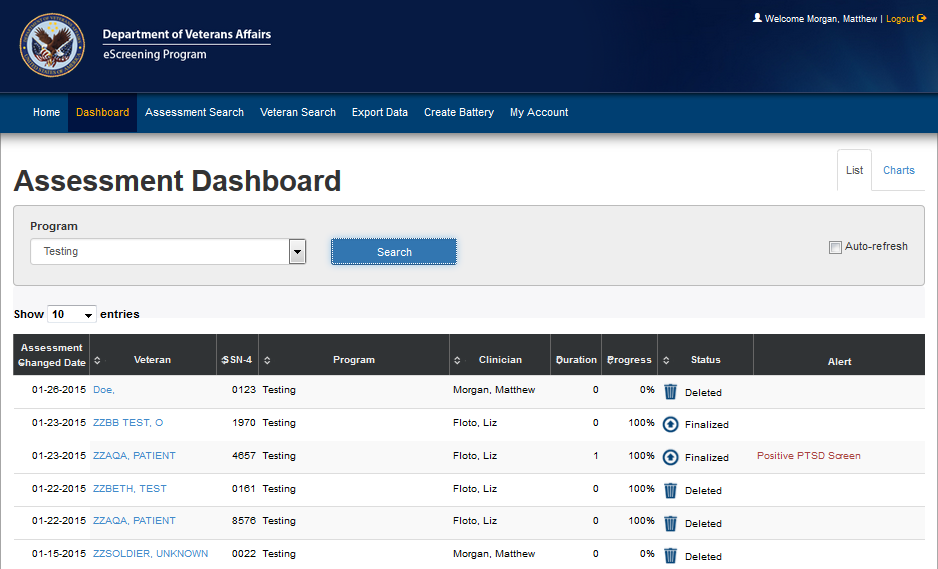 Department of Veterans Affairs
eScreening Program
Welcome Morgan, Matthew | Logout
Home Dashboard Assessment Search Veteran Search Export Data Create Battery My Account
Assessment Dashboard
List Charts
Program
Testing Search Auto-refresh
Show 10 entries
Assessment Changed Date Veteran SSN-4 Program Clinician Duration Progress Status Alert
01-26-2015 Doe, 0123 Testing Morgan, Matthew 0 0% Deleted
01-23-2015 ZZBB TEST, O 1970 Testing Floto, Liz 0 100% Finalized
01-23-2015 ZZAQA, PATIENT 4657 Testing Floto, Liz 1 100% Finalized Positive PTSD Screen
01-22-2015 ZZBETH, TEST 0161 Testing Floto, Liz 0 100% Deleted
01-22-2015 ZZAQA, PATIENT 8576 Testing Floto, Liz 0 100% Deleted
01-15-2015 ZZSOLDIER, UNKNOWN 0022 Testing Morgan, Matthew 0 0% Deleted